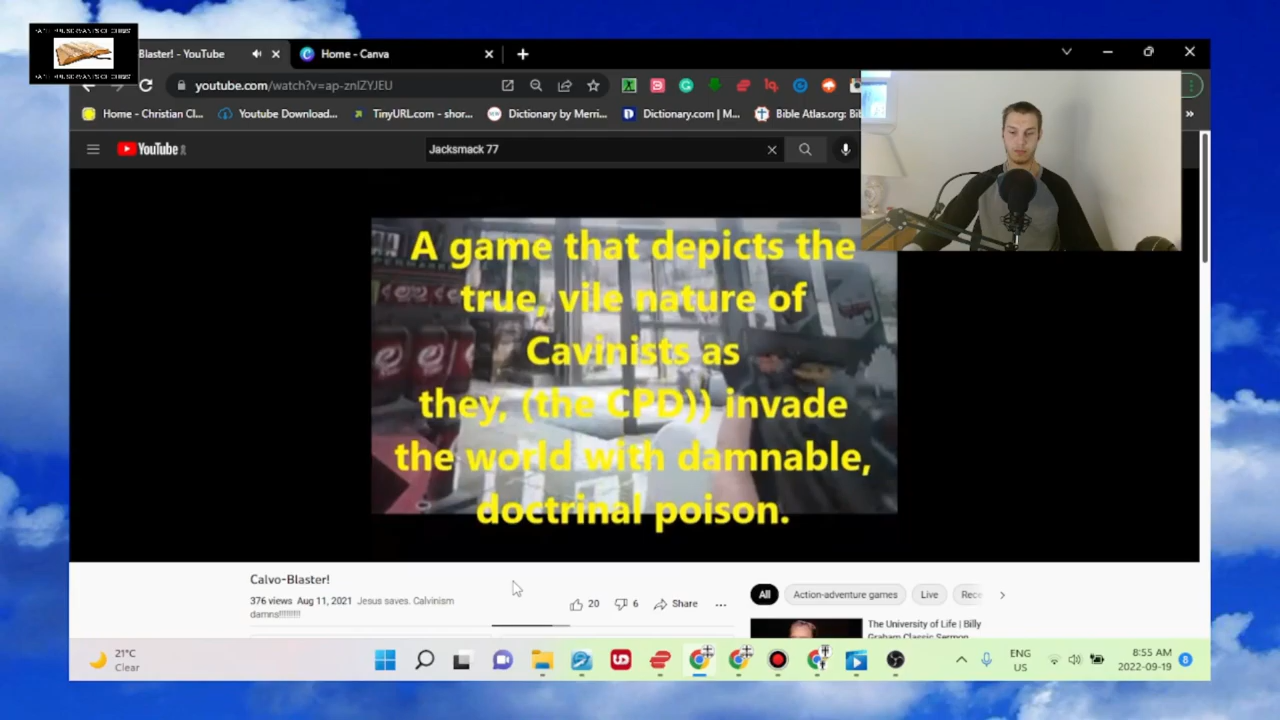 Blaster! - YouTube
Home - Canva
youtube.com/watch?v=ap-znIZYJEU
Home - Christian Cl...
Youtube Download...
TinyURL.com - shor...
Dictionary by Merri...
Dictionary.com | M...
Bible Atlas.org: Bi
YouTube
Jacksmack 77
A game that depicts the
true, vile nature of
Cavinists as
they, (the CPD)) invade
the world with damnable,
doctrinal poison.
Calvo-Blaster!
376 views Aug 11, 2021 Jesus saves. Calvinism
damns!!!!!!!!!!
20
6
Share
All
Action-adventure games
Live
Rece
The University of Life | Billy
Graham Classic Sermon
21°C
Clear
ENG
US
8:55 AM
2022-09-19
8